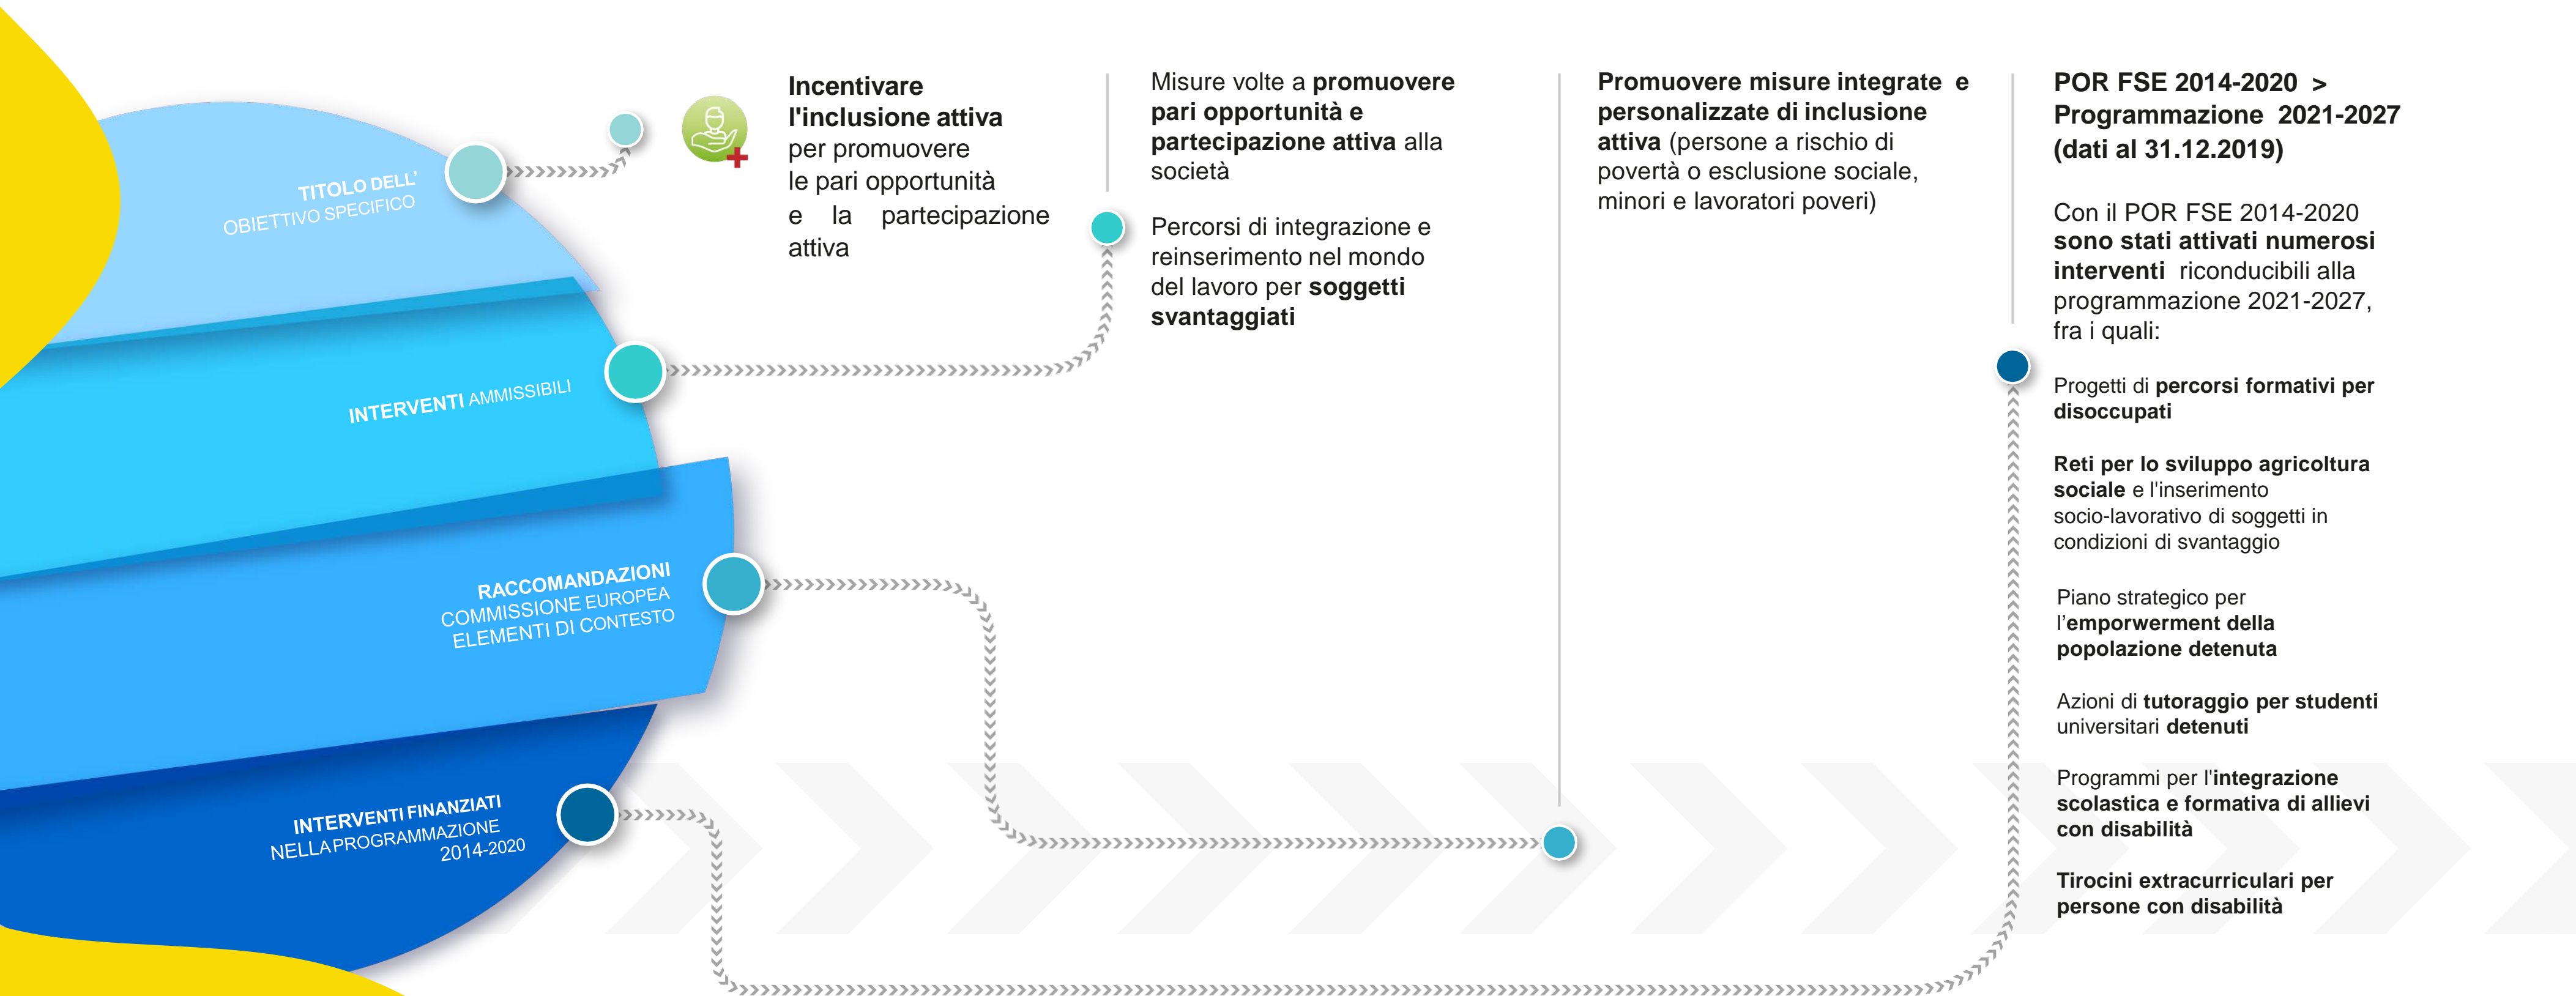 TITOLO DELL'
OBIETTIVO SPECIFICO
INTERVENTI AMMISSIBILI
RACCOMANDAZIONI
COMMISSIONE EUROPEA
ELEMENTI DI CONTESTO
INTERVENTI FINANZIATI
NELLA PROGRAMMAZIONE
2014-2020
Incentivare
l'inclusione attiva
per promuovere
le pari opportunità
e la partecipazione
attiva
Misure volte a promuovere
pari opportunità e
partecipazione attiva alla
società
Percorsi di integrazione e
reinserimento nel mondo
del lavoro per soggetti
svantaggiati
Promuovere misure integrate e
personalizzate di inclusione
attiva (persone a rischio di
povertà o esclusione sociale,
minori e lavoratori poveri)
POR FSE 2014-2020 >
Programmazione 2021-2027
(dati al 31.12.2019)
Con il POR FSE 2014-2020
sono stati attivati numerosi
interventi riconducibili alla
programmazione 2021-2027,
fra i quali:
Progetti di percorsi formativi per
disoccupati
Reti per lo sviluppo agricoltura
sociale e l'inserimento
socio-lavorativo di soggetti in
condizioni di svantaggio
Piano strategico per
l'emporwerment della
popolazione detenuta
Azioni di tutoraggio per studenti
universitari detenuti
Programmi per l'integrazione
scolastica e formativa di allievi
con disabilità
Tirocini extracurriculari per
persone con disabilità